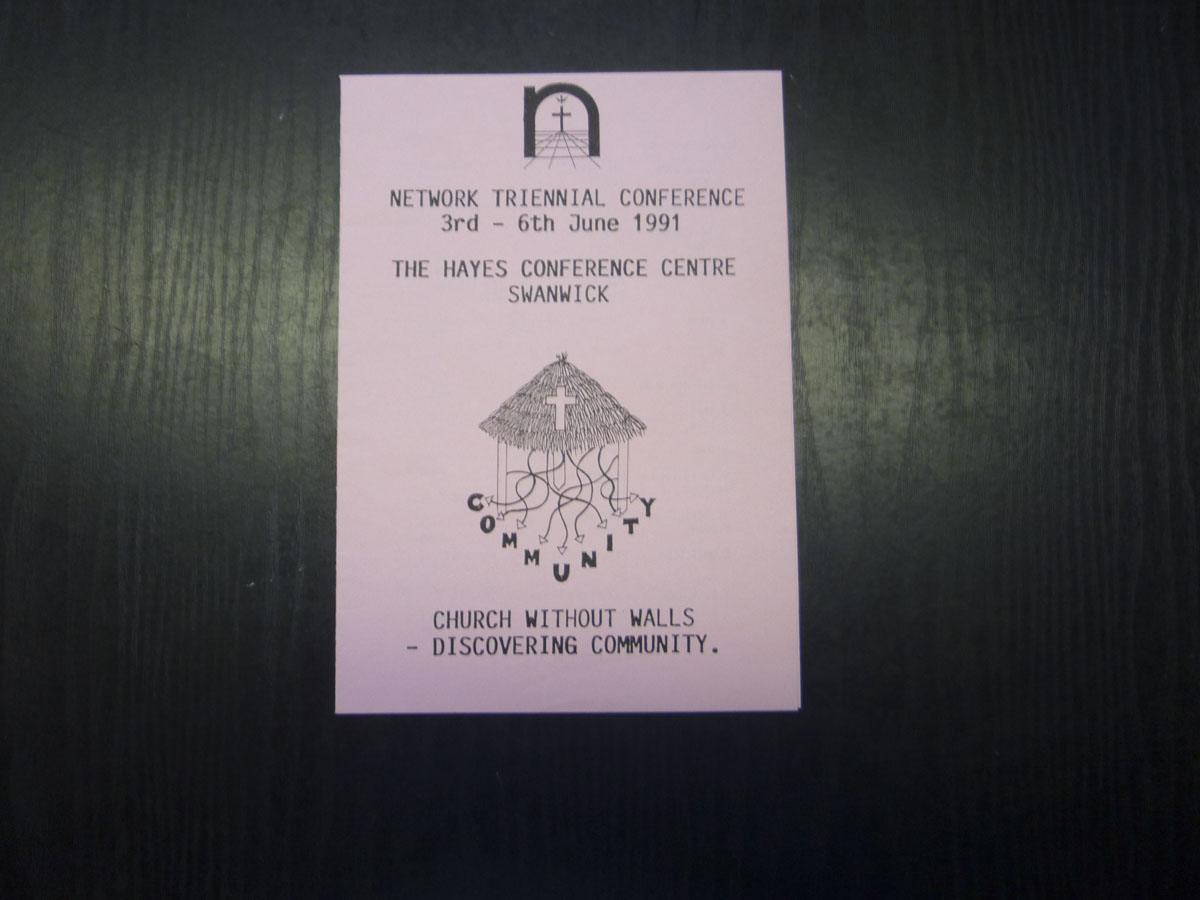 n
NETWORK TRIENNIAL CONFERENCE
3rd - 6th June 1991
THE HAYES CONFERENCE CENTRE
SWANWICK
COMMUNITY
CHURCH WITHOUT WALLS
- DISCOVERING COMMUNITY.